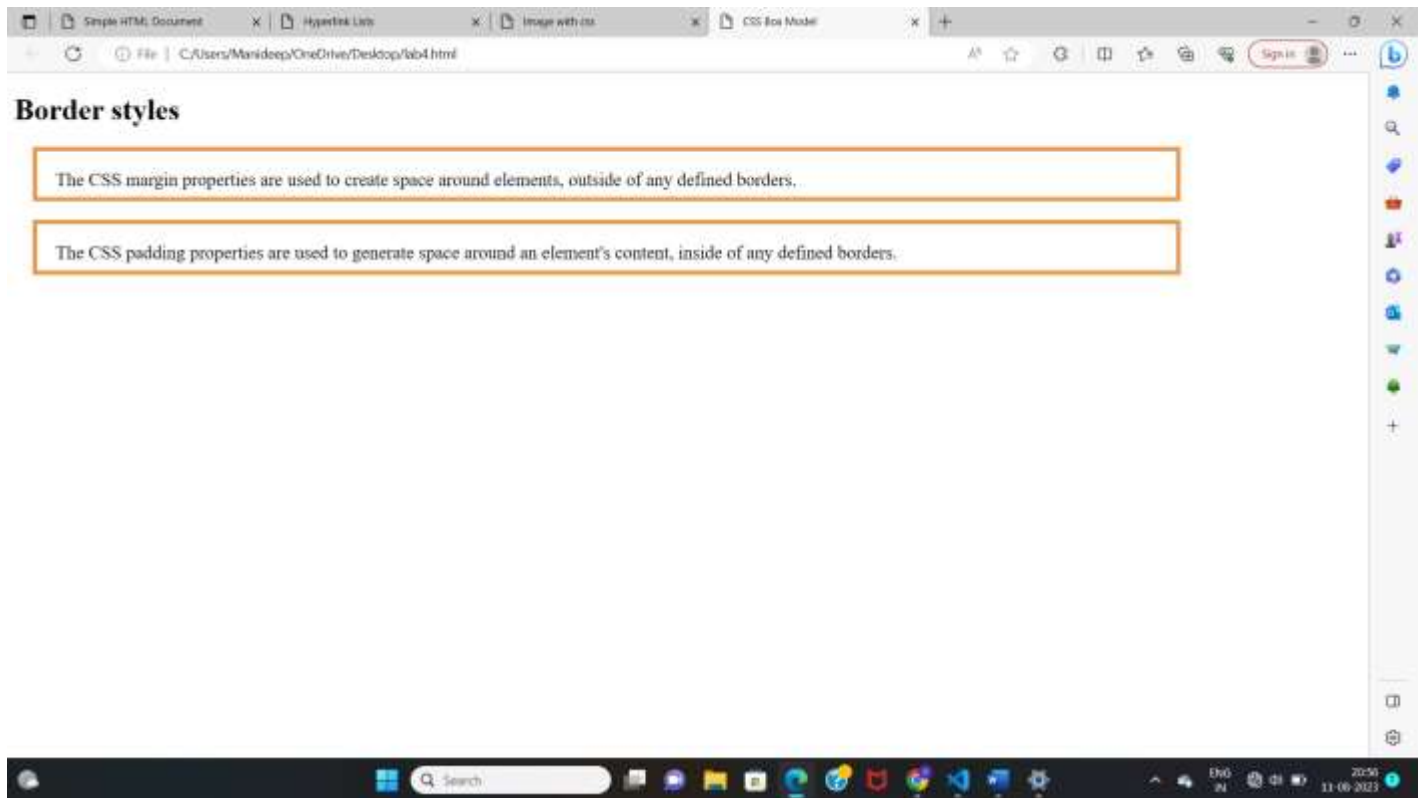 Simple HTML Document
Hyperlink Lists
Image with css
CSS Box Model
File | C:/Users/Manideep/OneDrive/Desktop/lab4.html
Sign in
Border styles
The CSS margin properties are used to create space around elements, outside of any defined borders.
The CSS padding properties are used to generate space around an element's content, inside of any defined borders.
Search
ENG
IN
20:56
11-06-2023